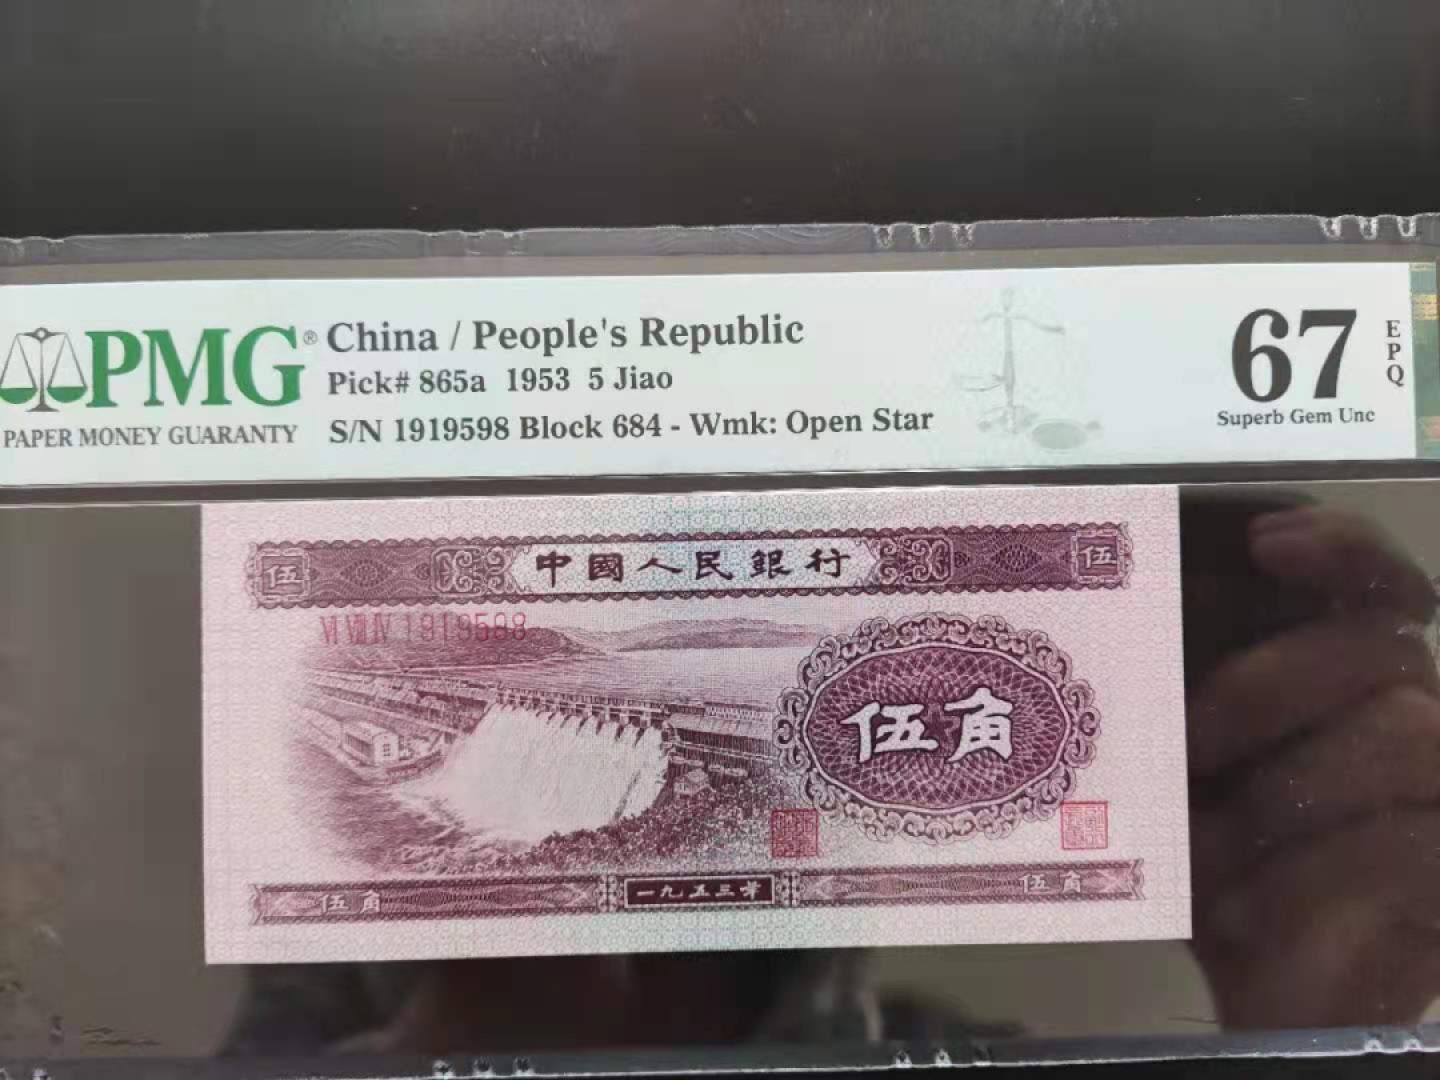 PMG®
PAPER MONEY GUARANTY
China / People's Republic
Pick# 865a 1953 5 Jiao
S/N 1919598 Block 684 - Wmk: Open Star
67
EPQ
Superb Gem Unc
伍 中國人民銀行 伍
VI VIII IV 1919598
伍角
伍角 一九五三年 伍角